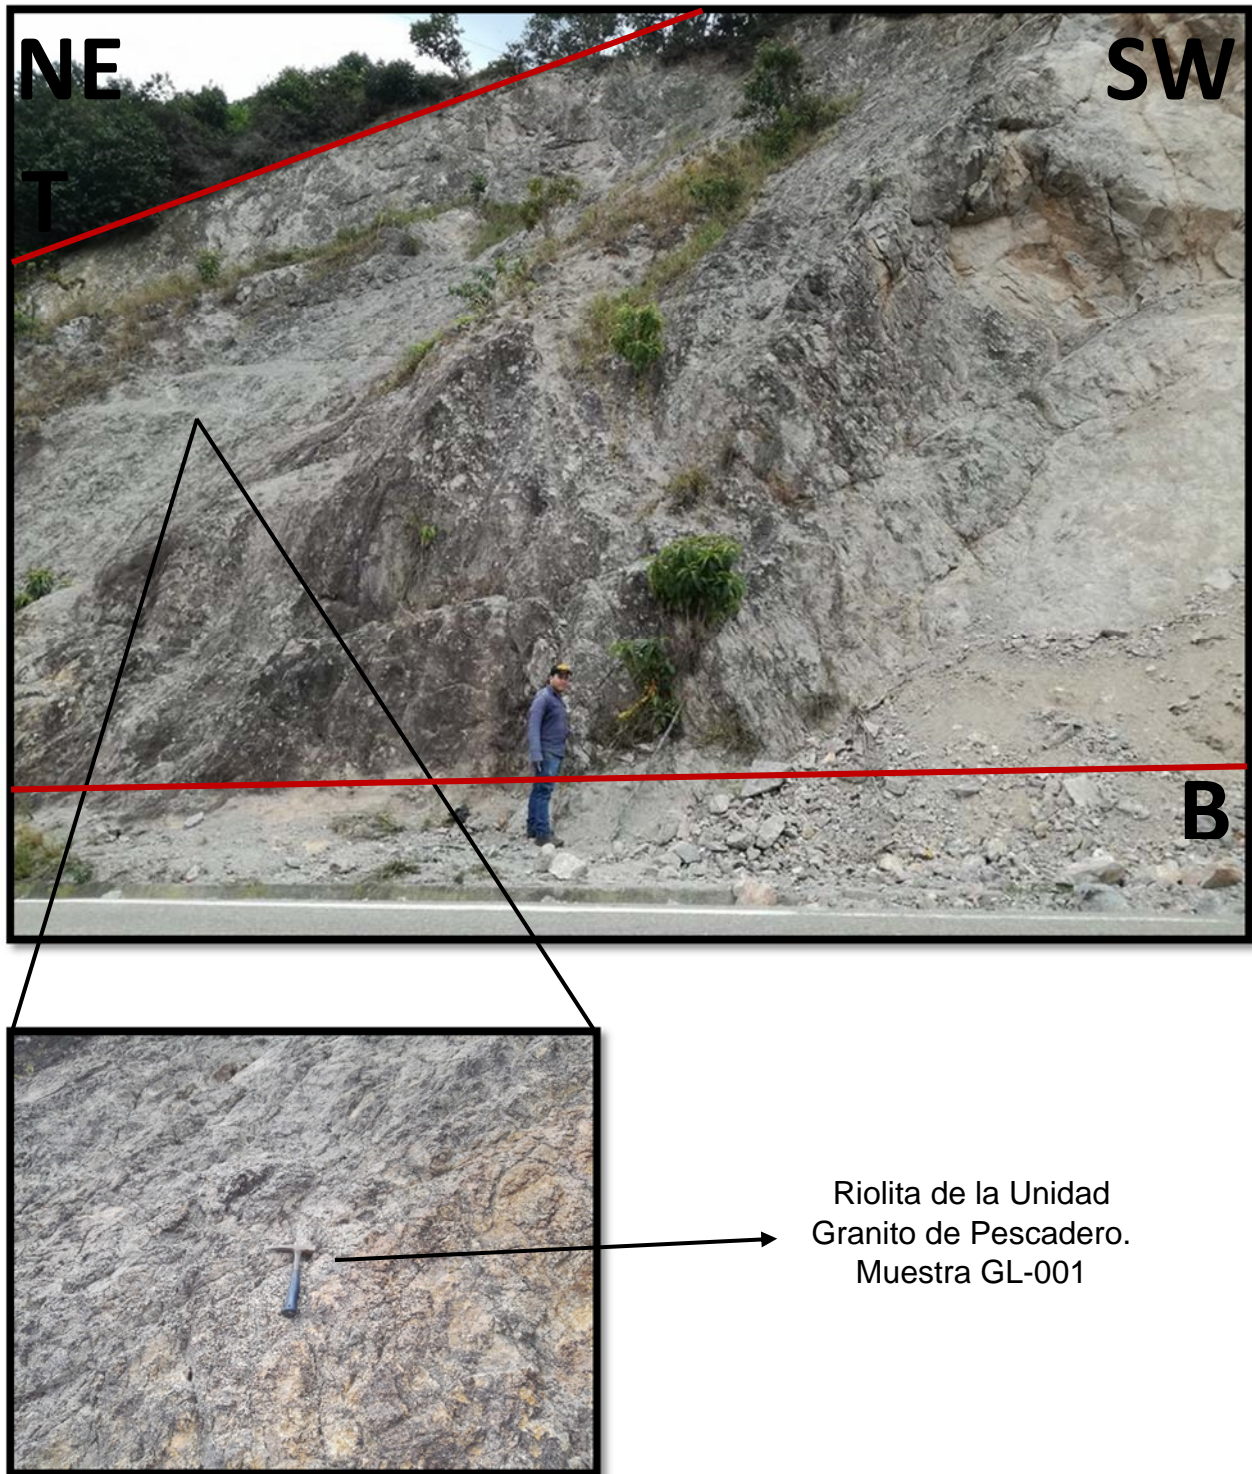 NE
SW
T
B
Riolita de la Unidad
Granito de Pescadero.
Muestra GL-001